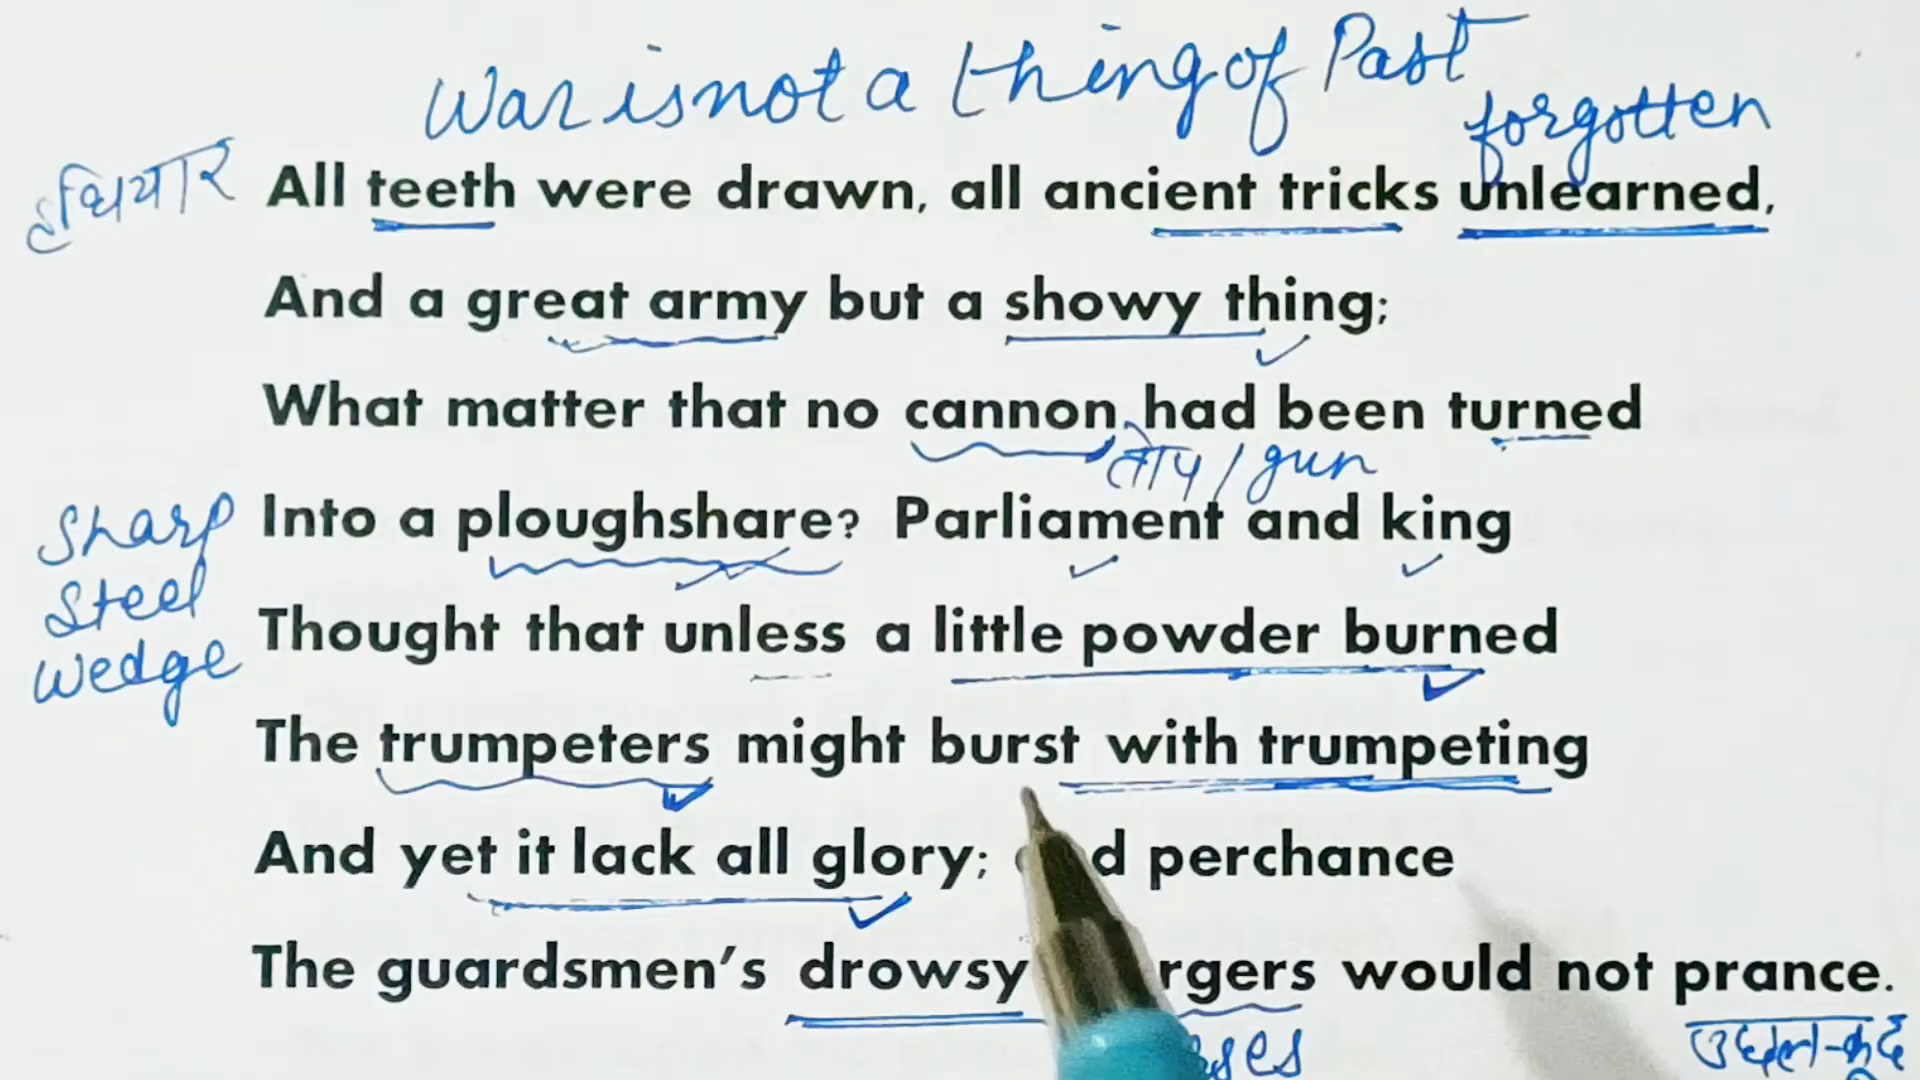 War is not a thing of Past
forgotten
हथियार
All teeth were drawn, all ancient tricks unlearned,
And a great army but a showy thing;
What matter that no cannon had been turned
तोप / gun
Into a ploughshare? Parliament and king
Sharp
Steel
Wedge
Thought that unless a little powder burned
The trumpeters might burst with trumpeting
And yet it lack all glory; perchance
The guardsmen's drowsy would not prance.
उछल-कूद